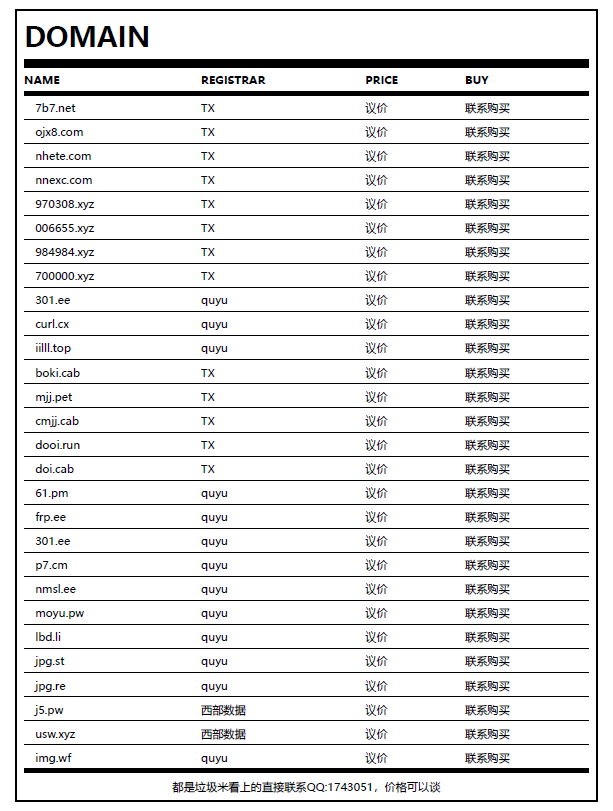 DOMAIN
NAME REGISTRAR PRICE BUY
7b7.net TX 议价 联系购买
ojx8.com TX 议价 联系购买
nhete.com TX 议价 联系购买
nnexc.com TX 议价 联系购买
970308.xyz TX 议价 联系购买
006655.xyz TX 议价 联系购买
984984.xyz TX 议价 联系购买
700000.xyz TX 议价 联系购买
301.ee quyu 议价 联系购买
curl.cx quyu 议价 联系购买
iilll.top quyu 议价 联系购买
boki.cab TX 议价 联系购买
mjj.pet TX 议价 联系购买
cmjj.cab TX 议价 联系购买
dooi.run TX 议价 联系购买
doi.cab TX 议价 联系购买
61.pm quyu 议价 联系购买
frp.ee quyu 议价 联系购买
301.ee quyu 议价 联系购买
p7.cm quyu 议价 联系购买
nmsl.ee quyu 议价 联系购买
moyu.pw quyu 议价 联系购买
lbd.li quyu 议价 联系购买
jpg.st quyu 议价 联系购买
jpg.re quyu 议价 联系购买
j5.pw 西部数据 议价 联系购买
usw.xyz 西部数据 议价 联系购买
img.wf quyu 议价 联系购买
都是垃圾米看上的直接联系QQ:1743051，价格可以谈